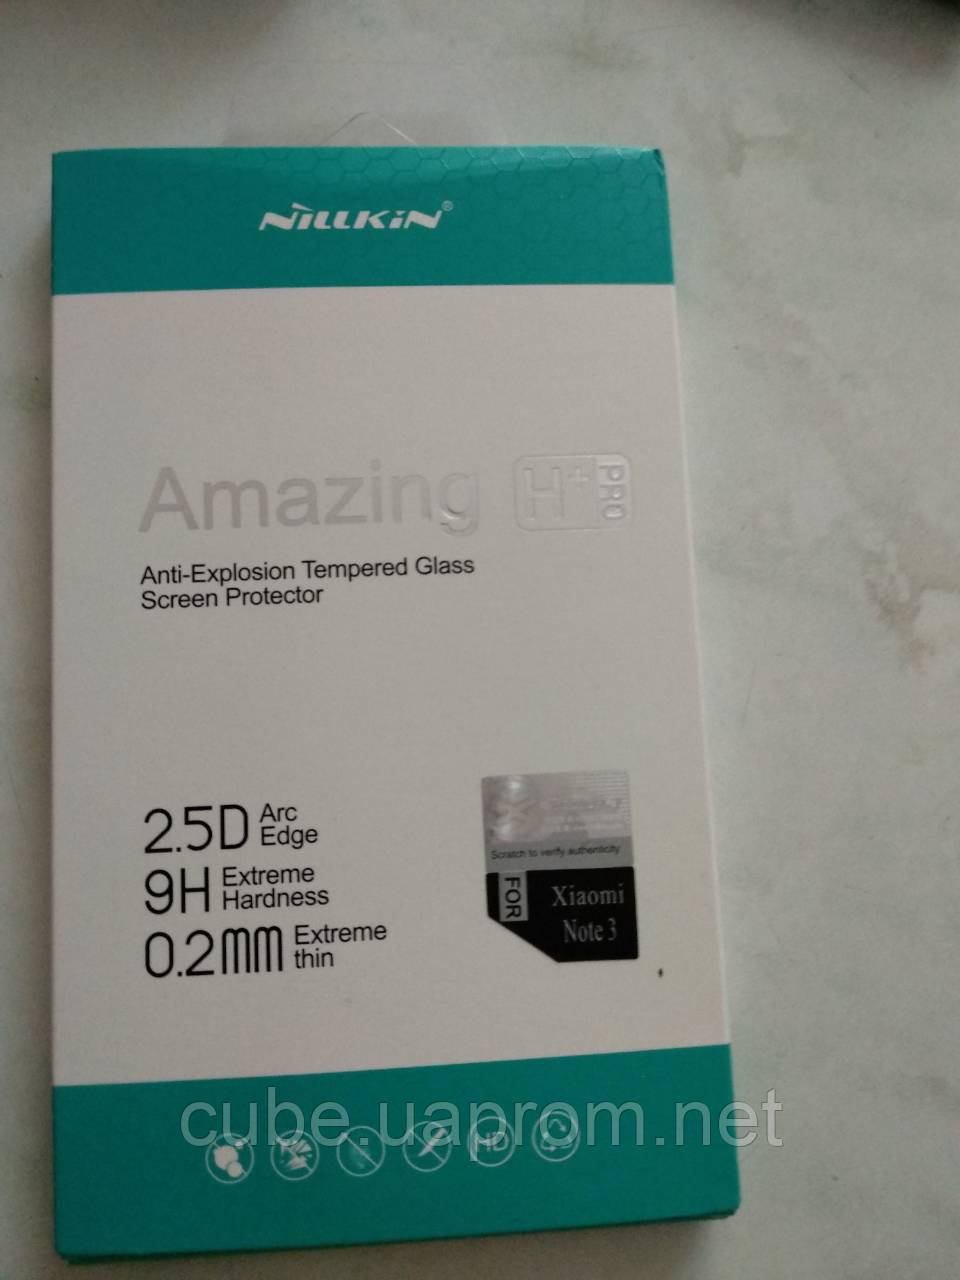 NiLLKiN®
Amazing H+ PRO
Anti-Explosion Tempered Glass
Screen Protector
2.5D Arc Edge
9H Extreme Hardness
0.2mm Extreme thin
Scratch to verify authenticity
FOR
Xiaomi
Note 3
cube.uaprom.net
HD